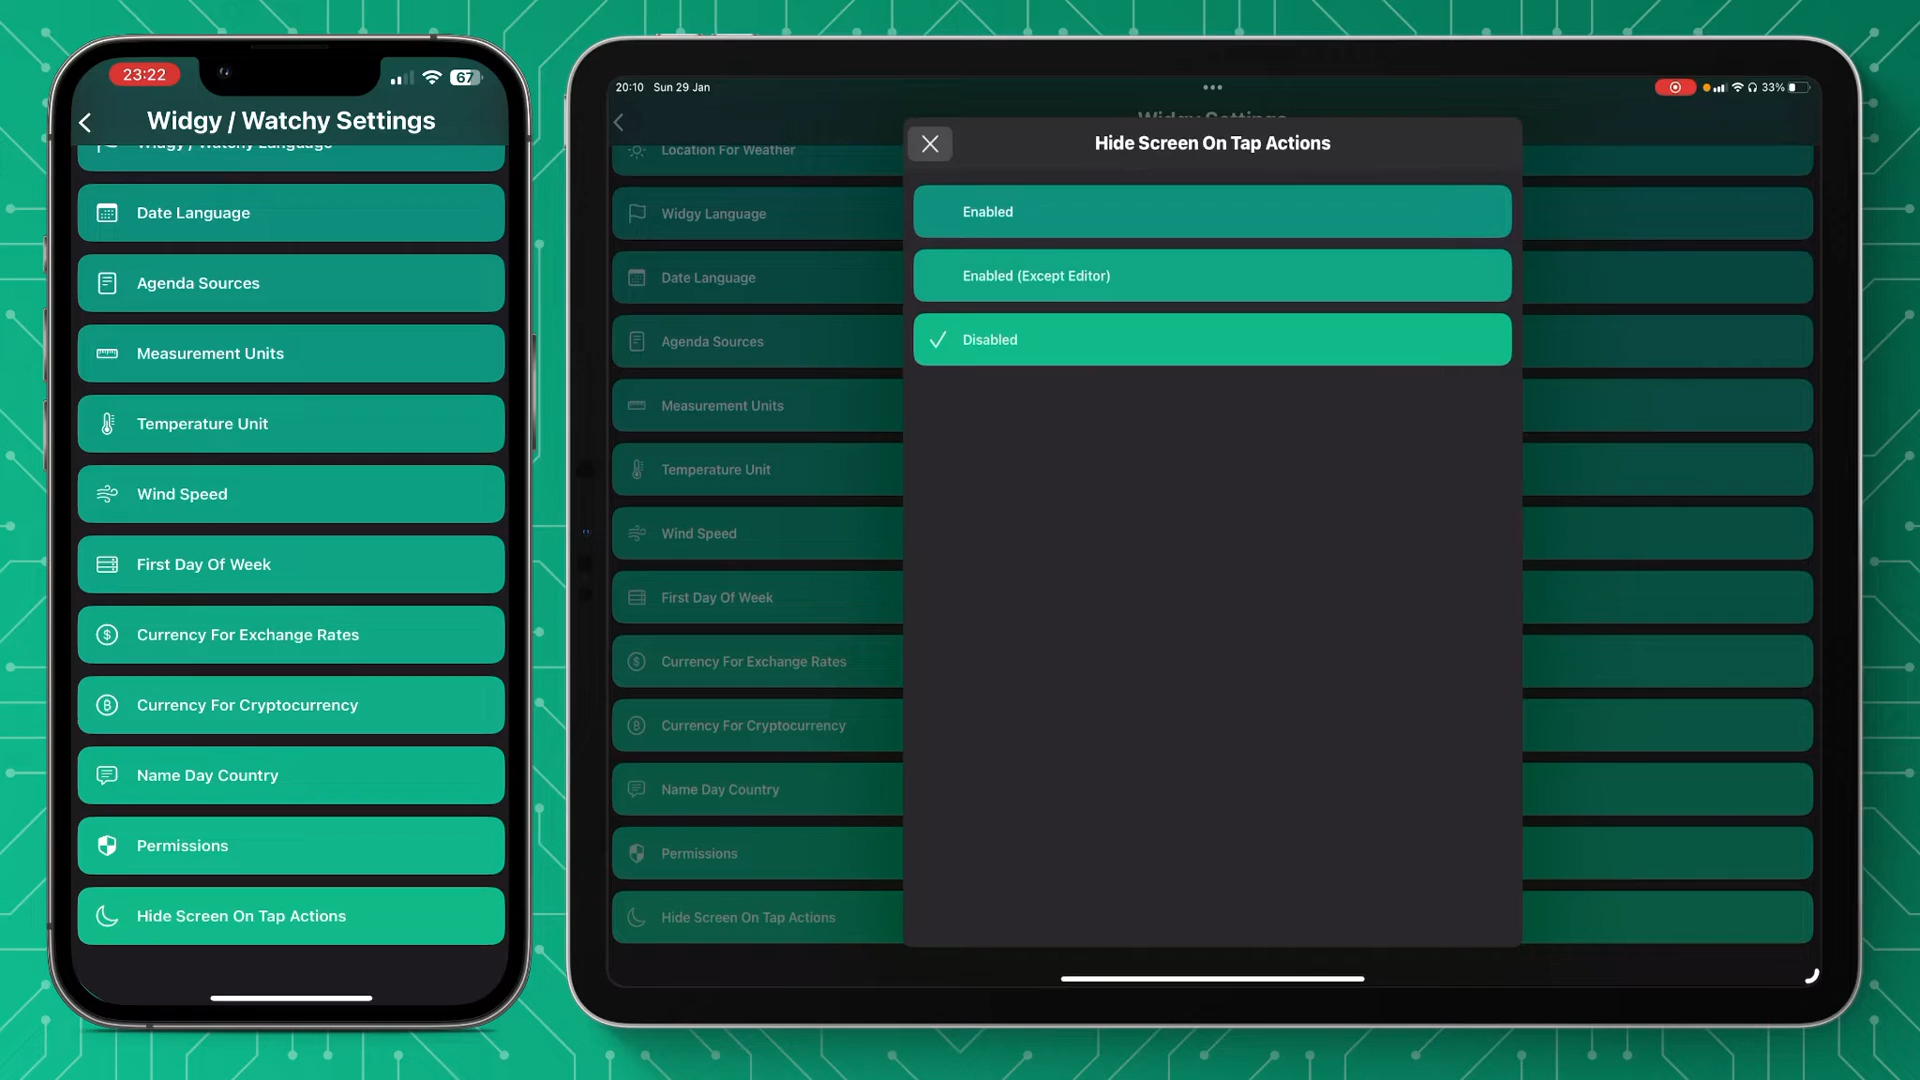 23:22
67
Widgy / Watchy Settings
Widgy / Watchy Language
Date Language
Agenda Sources
Measurement Units
Temperature Unit
Wind Speed
First Day Of Week
Currency For Exchange Rates
Currency For Cryptocurrency
Name Day Country
Permissions
Hide Screen On Tap Actions
20:10 Sun 29 Jan
33%
Widgy Settings
Location For Weather
Widgy Language
Date Language
Agenda Sources
Measurement Units
Temperature Unit
Wind Speed
First Day Of Week
Currency For Exchange Rates
Currency For Cryptocurrency
Name Day Country
Permissions
Hide Screen On Tap Actions
Hide Screen On Tap Actions
Enabled
Enabled (Except Editor)
Disabled